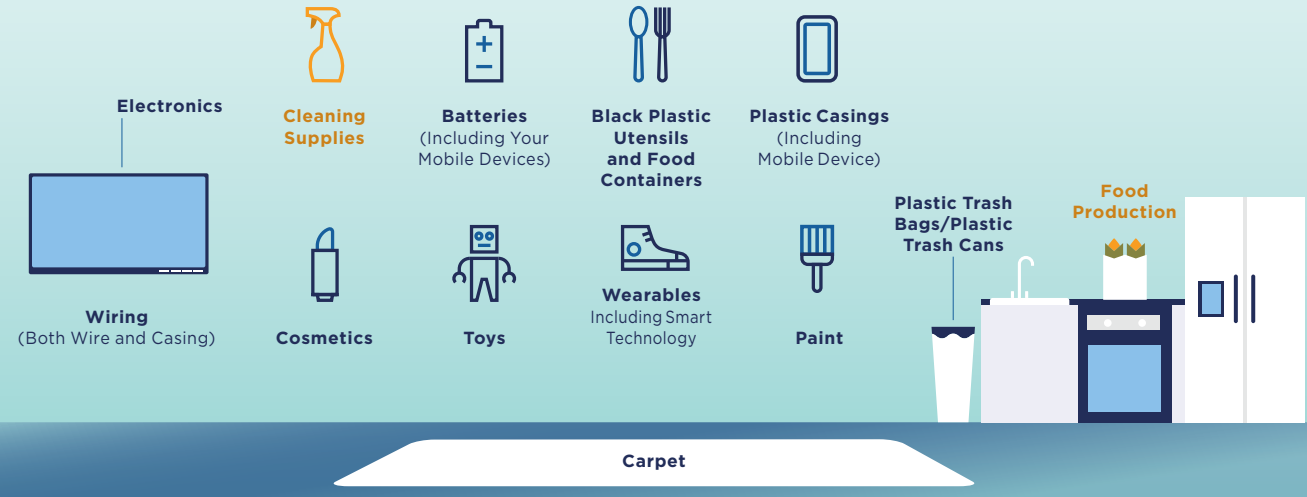 Electronics
Wiring
(Both Wire and Casing)
Cleaning
Supplies
Batteries
(Including Your
Mobile Devices)
Black Plastic
Utensils
and Food
Containers
Plastic Casings
(Including
Mobile Device)
Cosmetics
Toys
Wearables
Including Smart
Technology
Paint
Plastic Trash
Bags/Plastic
Trash Cans
Food
Production
Carpet